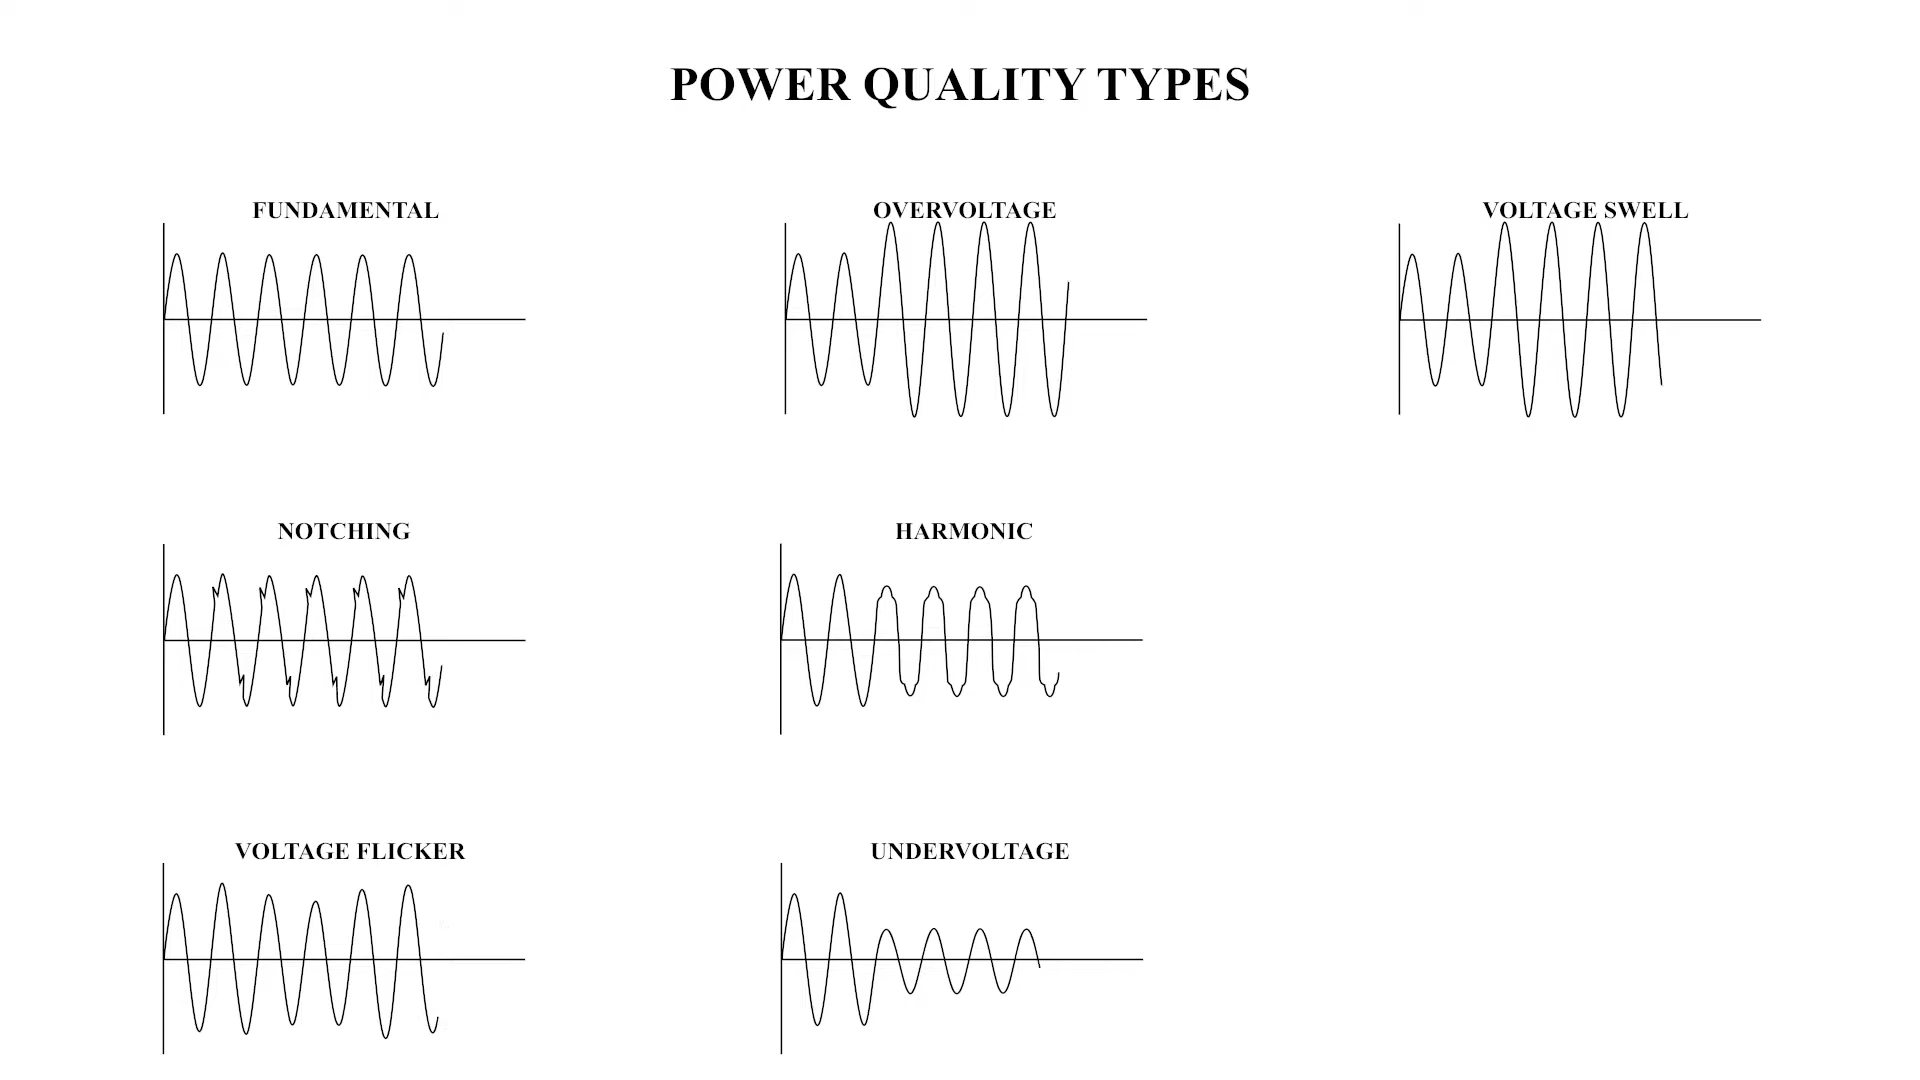 POWER QUALITY TYPES
FUNDAMENTAL
OVERVOLTAGE
VOLTAGE SWELL
NOTCHING
HARMONIC
VOLTAGE FLICKER
UNDERVOLTAGE